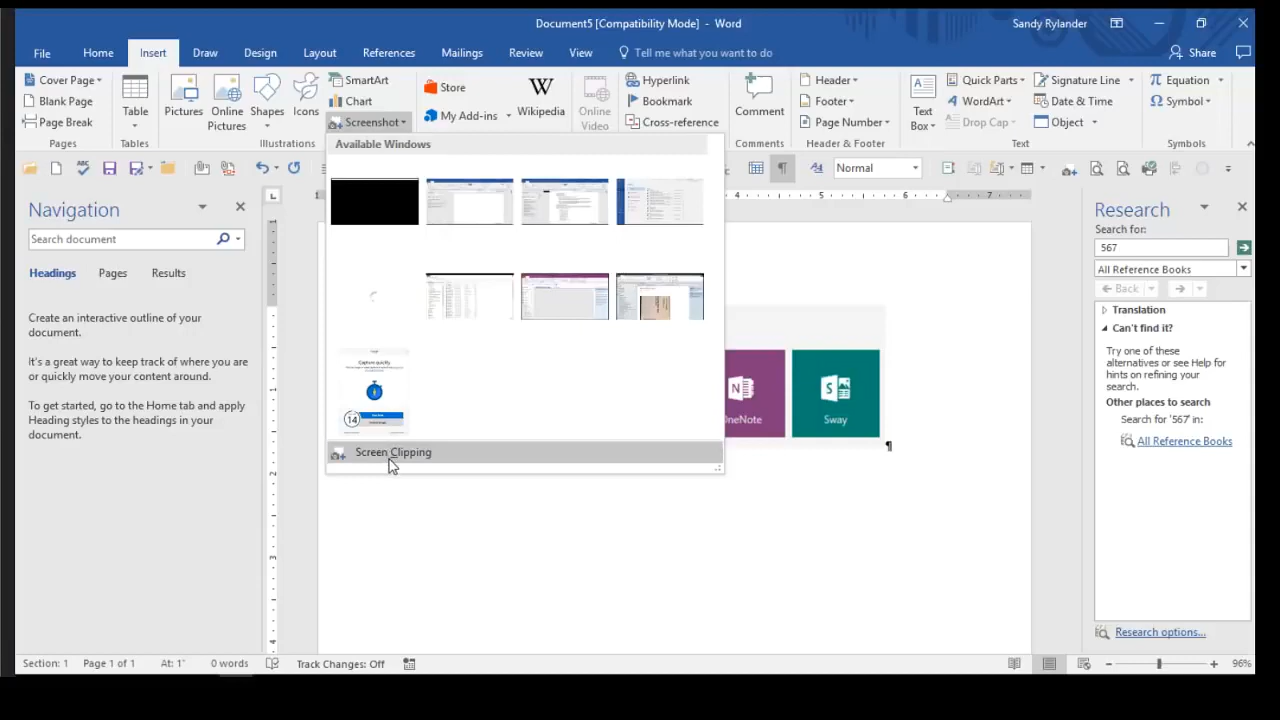 Document5 [Compatibility Mode] - Word
Sandy Rylander
File
Home
Insert
Draw
Design
Layout
References
Mailings
Review
View
Tell me what you want to do
Share
Cover Page
Blank Page
Page Break
Pages
Table
Tables
Pictures
Online
Pictures
Shapes
Icons
Illustrations
SmartArt
Chart
Screenshot
Store
My Add-ins
W
Wikipedia
Online
Video
Hyperlink
Bookmark
Cross-reference
Comment
Comments
Header
Footer
Page Number
Header & Footer
Text
Box
Quick Parts
WordArt
Drop Cap
Signature Line
Date & Time
Object
Text
Equation
Symbol
Symbols
Available Windows
Normal
4
5
6
7
Navigation
Search document
Headings
Pages
Results
Create an interactive outline of your
document.
It's a great way to keep track of where you are
or quickly move your content around.
To get started, go to the Home tab and apply
Heading styles to the headings in your
document.
Capture quickly
14
Screen Clipping
OneNote
Sway
¶
Research
Search for:
567
All Reference Books
Back
Translation
Can't find it?
Try one of these
alternatives or see Help for
hints on refining your
search.
Other places to search
Search for '567' in:
All Reference Books
Research options...
Section: 1
Page 1 of 1
At: 1"
0 words
Track Changes: Off
96%